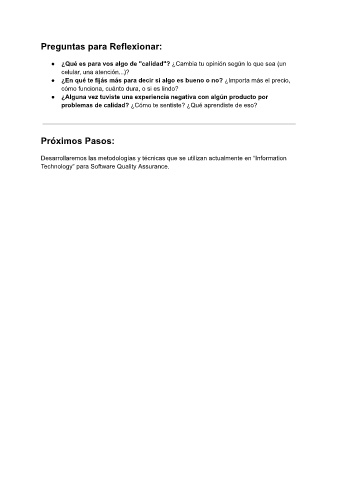 Preguntas para Reflexionar:
● ¿Qué es para vos algo de "calidad"? ¿Cambia tu opinión según lo que sea (un
celular, una atención...)?
● ¿En qué te fijás más para decir si algo es bueno o no? ¿Importa más el precio,
cómo funciona, cuánto dura, o si es lindo?
● ¿Alguna vez tuviste una experiencia negativa con algún producto por
problemas de calidad? ¿Cómo te sentiste? ¿Qué aprendiste de eso?
Próximos Pasos:
Desarrollaremos las metodologías y técnicas que se utilizan actualmente en "Information
Technology" para Software Quality Assurance.